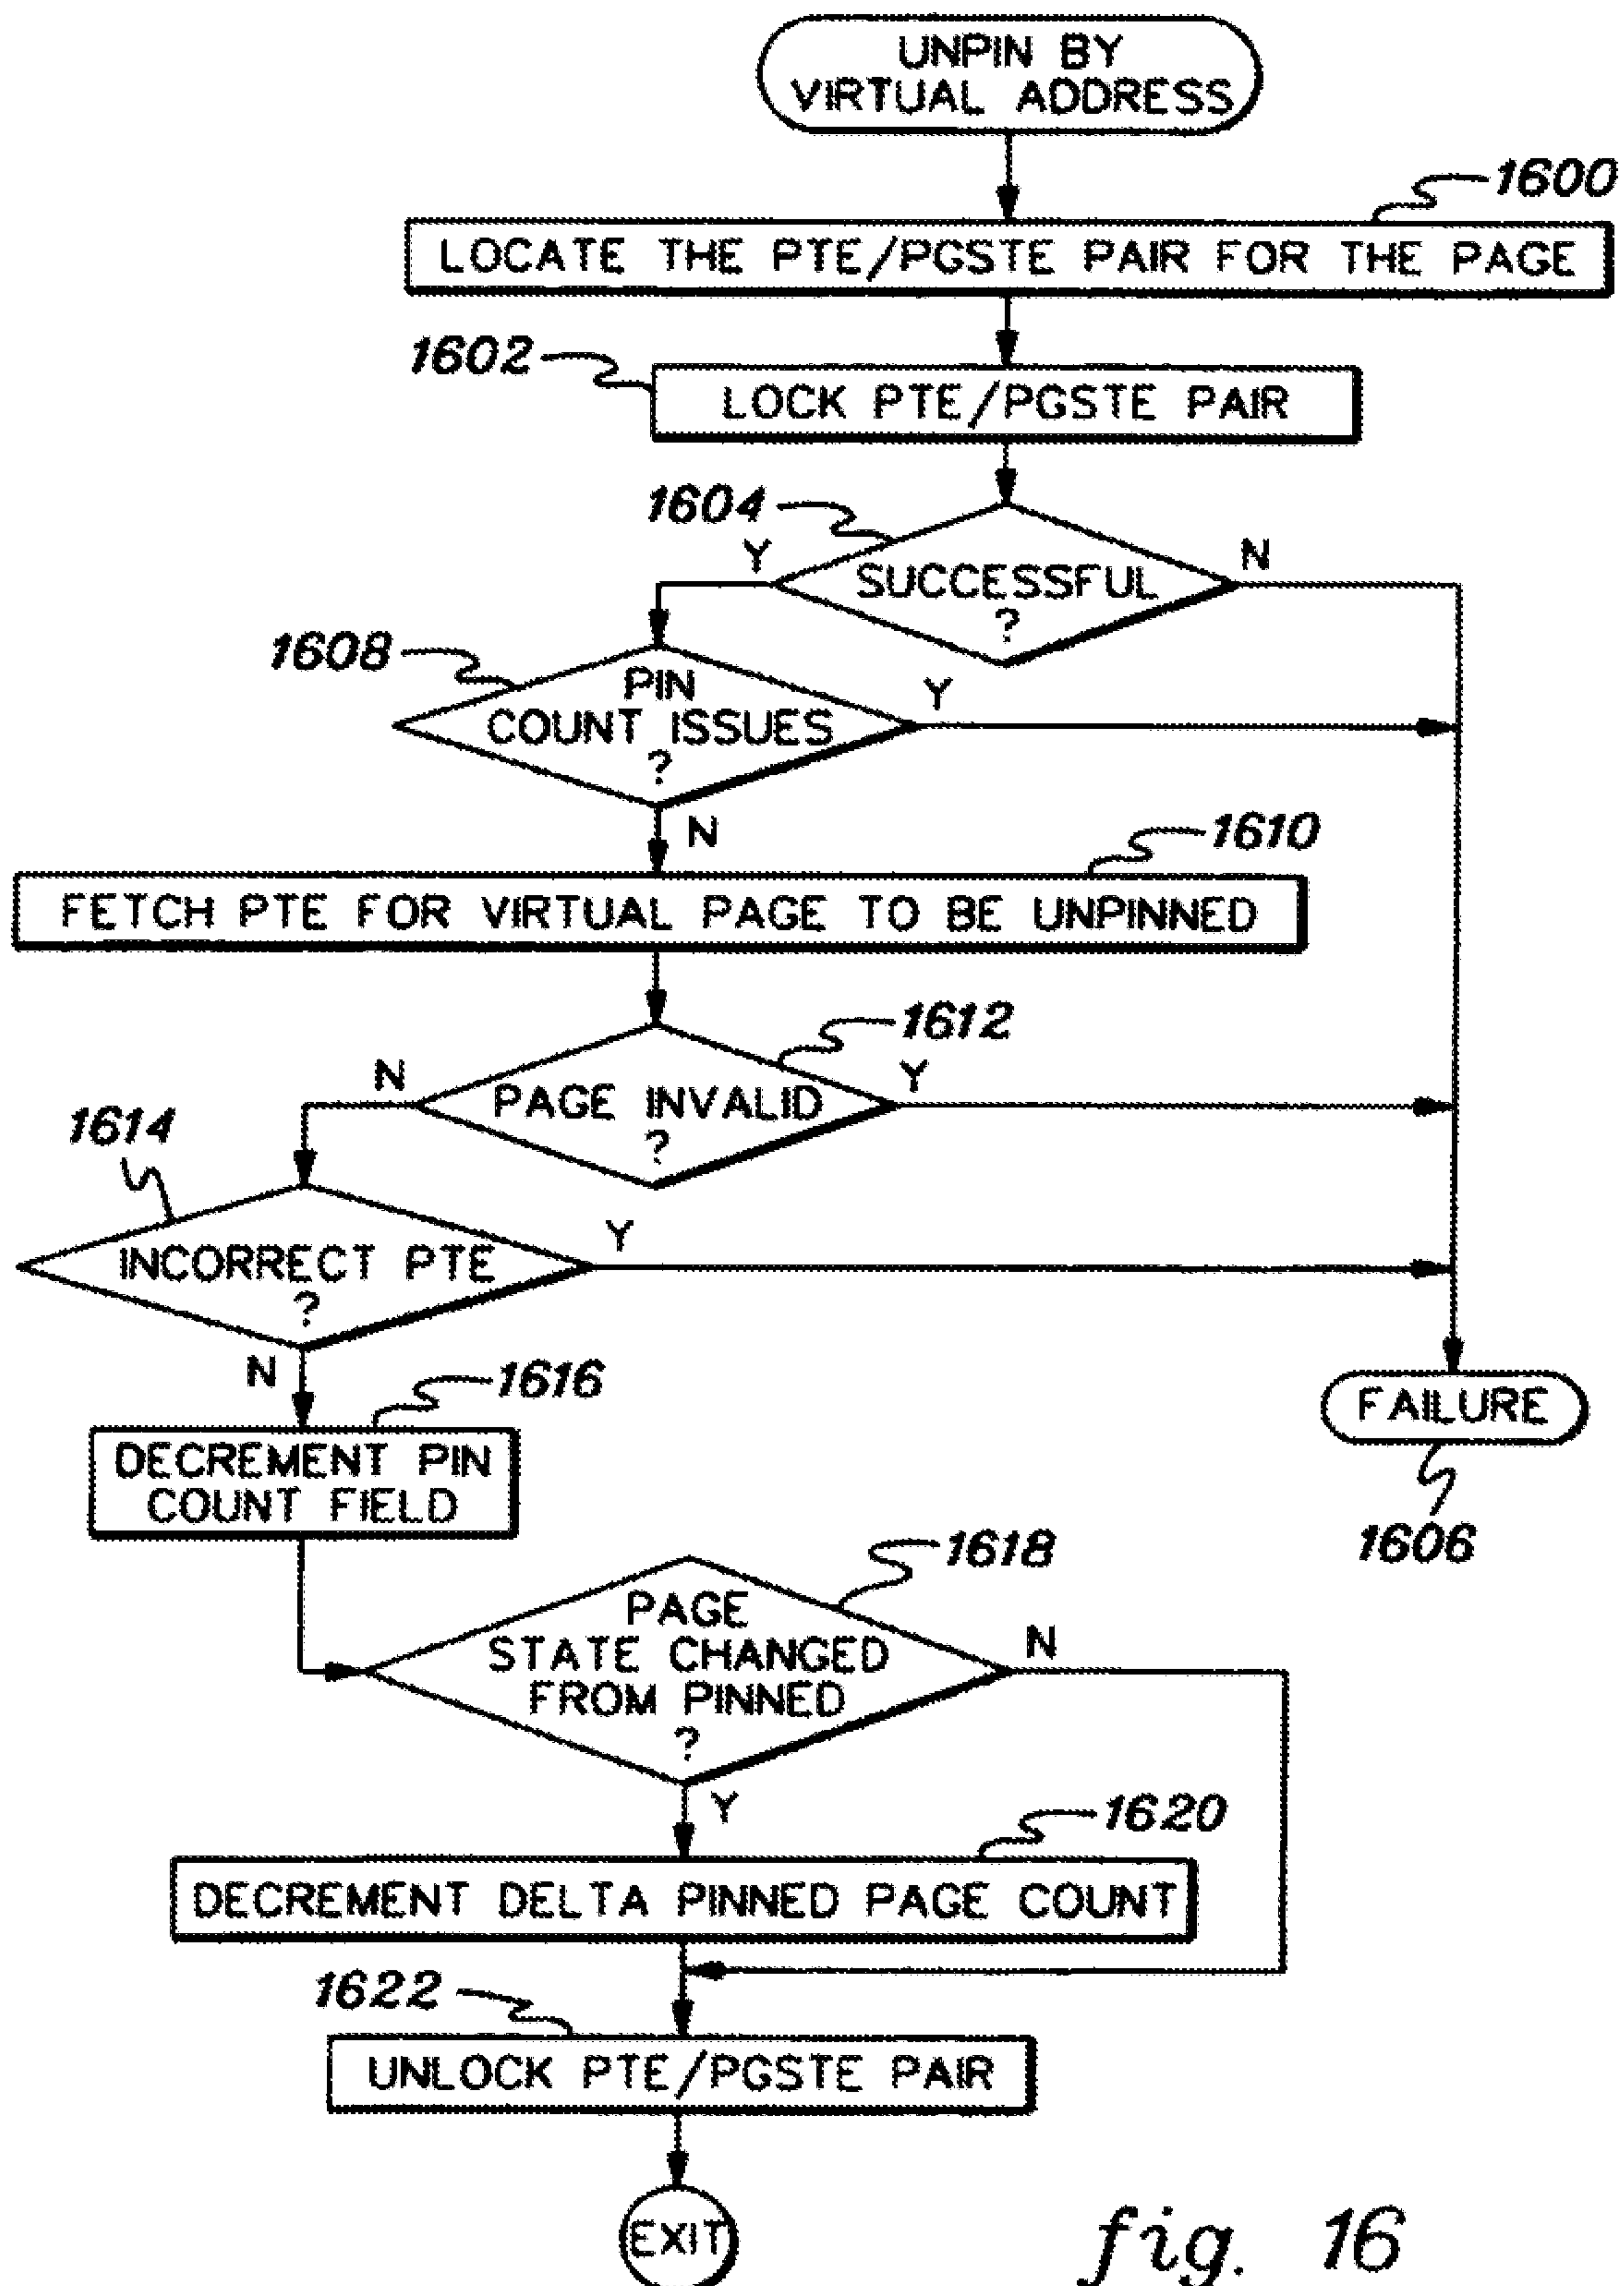 UNPIN BY
VIRTUAL ADDRESS
1600
LOCATE THE PTE/PGSTE PAIR FOR THE PAGE
1602
LOCK PTE/PGSTE PAIR
1604
Y
N
SUCCESSFUL
?
1608
PIN
COUNT ISSUES
?
Y
N
1610
FETCH PTE FOR VIRTUAL PAGE TO BE UNPINNED
1612
N
Y
PAGE INVALID
?
1614
INCORRECT PTE
?
Y
N
1616
DECREMENT PIN
COUNT FIELD
FAILURE
1606
1618
PAGE
STATE CHANGED
FROM PINNED
?
N
Y
1620
DECREMENT DELTA PINNED PAGE COUNT
1622
UNLOCK PTE/PGSTE PAIR
EXIT
fig. 16